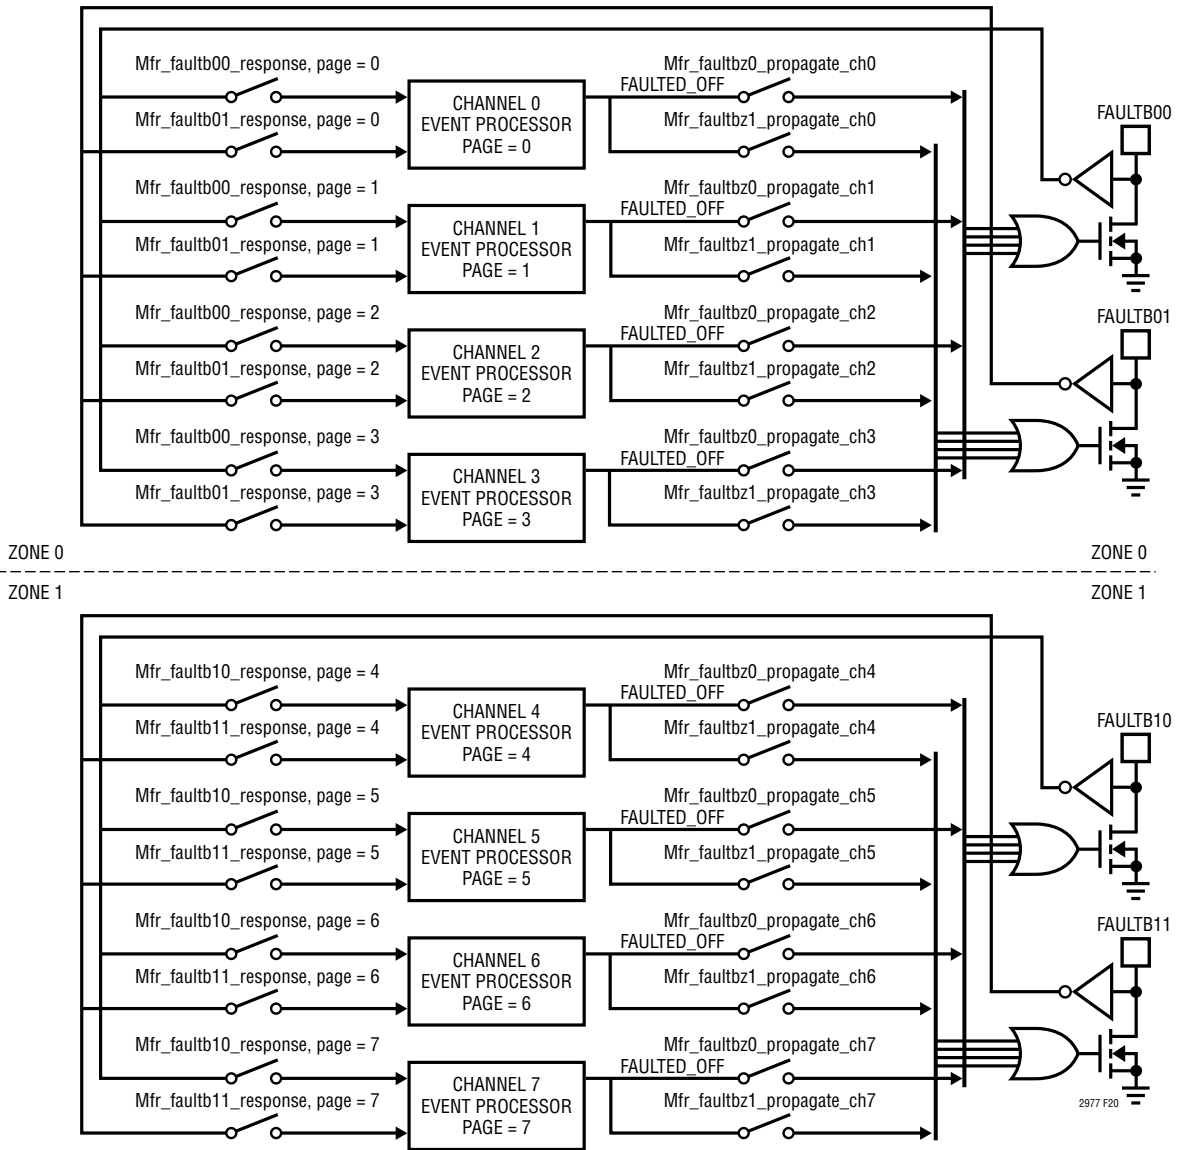 Mfr_faultb00_response, page = 0
Mfr_faultbz0_propagate_ch0
FAULTED_OFF
CHANNEL 0
EVENT PROCESSOR
PAGE = 0
Mfr_faultb01_response, page = 0
Mfr_faultbz1_propagate_ch0
FAULTB00
Mfr_faultb00_response, page = 1
Mfr_faultbz0_propagate_ch1
FAULTED_OFF
CHANNEL 1
EVENT PROCESSOR
PAGE = 1
Mfr_faultb01_response, page = 1
Mfr_faultbz1_propagate_ch1
Mfr_faultb00_response, page = 2
Mfr_faultbz0_propagate_ch2
FAULTB01
FAULTED_OFF
CHANNEL 2
EVENT PROCESSOR
PAGE = 2
Mfr_faultb01_response, page = 2
Mfr_faultbz1_propagate_ch2
Mfr_faultb00_response, page = 3
Mfr_faultbz0_propagate_ch3
FAULTED_OFF
CHANNEL 3
EVENT PROCESSOR
PAGE = 3
Mfr_faultb01_response, page = 3
Mfr_faultbz1_propagate_ch3
ZONE 0
ZONE 0
ZONE 1
ZONE 1
Mfr_faultb10_response, page = 4
Mfr_faultbz0_propagate_ch4
FAULTED_OFF
CHANNEL 4
EVENT PROCESSOR
PAGE = 4
Mfr_faultb11_response, page = 4
Mfr_faultbz1_propagate_ch4
FAULTB10
Mfr_faultb10_response, page = 5
Mfr_faultbz0_propagate_ch5
FAULTED_OFF
CHANNEL 5
EVENT PROCESSOR
PAGE = 5
Mfr_faultb11_response, page = 5
Mfr_faultbz1_propagate_ch5
Mfr_faultb10_response, page = 6
Mfr_faultbz0_propagate_ch6
FAULTB11
FAULTED_OFF
CHANNEL 6
EVENT PROCESSOR
PAGE = 6
Mfr_faultb11_response, page = 6
Mfr_faultbz1_propagate_ch6
Mfr_faultb10_response, page = 7
Mfr_faultbz0_propagate_ch7
FAULTED_OFF
CHANNEL 7
EVENT PROCESSOR
PAGE = 7
Mfr_faultb11_response, page = 7
Mfr_faultbz1_propagate_ch7
2977 F20